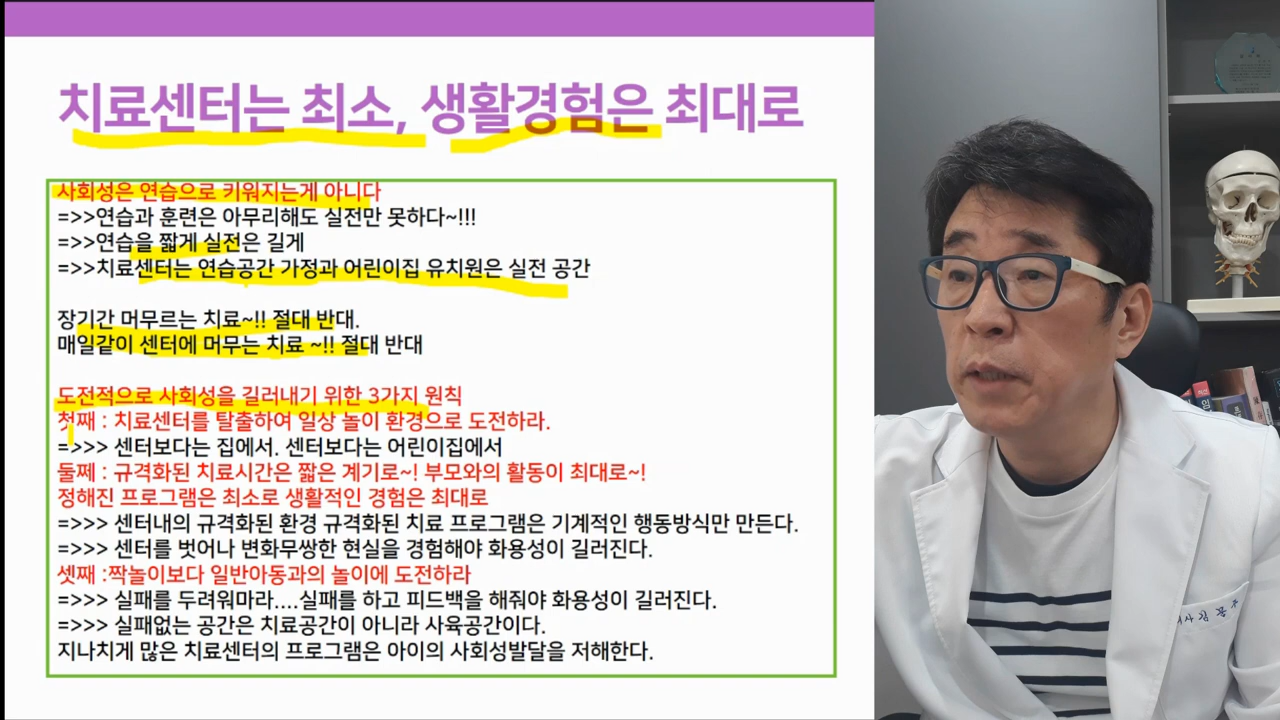 치료센터는 최소, 생활경험은 최대로
사회성은 연습으로 키워지는게 아니다
=>>연습과 훈련은 아무리해도 실전만 못하다~!!!
=>>연습을 짧게 실전은 길게
=>>치료센터는 연습공간 가정과 어린이집 유치원은 실전 공간
장기간 머무르는 치료~!! 절대 반대.
매일같이 센터에 머무는 치료 ~!! 절대 반대
도전적으로 사회성을 길러내기 위한 3가지 원칙
첫째 : 치료센터를 탈출하여 일상 놀이 환경으로 도전하라.
=>>> 센터보다는 집에서. 센터보다는 어린이집에서
둘쩨 : 규격화된 치료시간은 짧은 계기로~! 부모와의 활동이 최대로~!
정해진 프로그램은 최소로 생활적인 경험은 최대로
=>>> 센터내의 규격화된 환경 규격화된 치료 프로그램은 기계적인 행동방식만 만든다.
=>>> 센터를 벗어나 변화무쌍한 현실을 경험해야 화용성이 길러진다.
셋째 :짝놀이보다 일반아동과의 놀이에 도전하라
=>>> 실패를 두려워마라....실패를 하고 피드백을 해줘야 화용성이 길러진다.
=>>>> 실패없는 공간은 치료공간이 아니라 사육공간이다.
지나치게 많은 치료센터의 프로그램은 아이의 사회성발달을 저해한다.